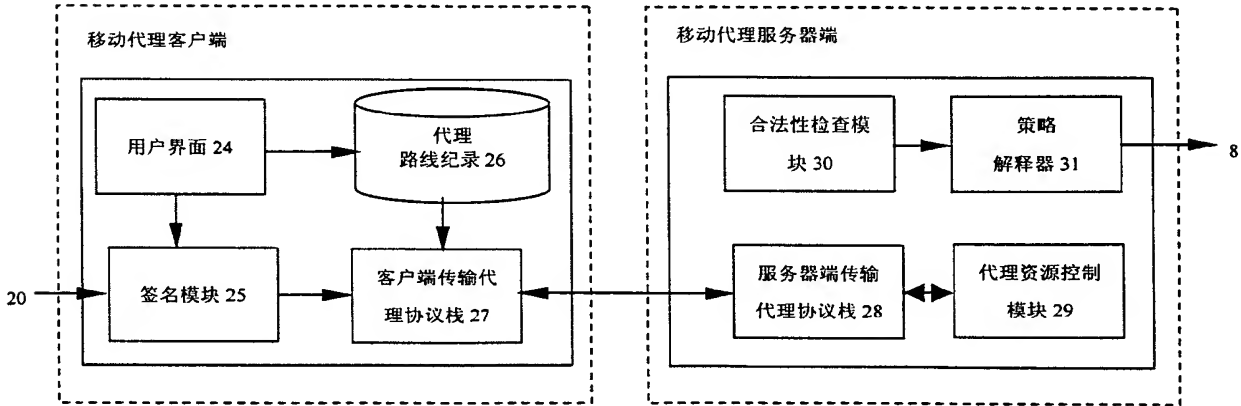 移动代理客户端
用户界面 24
代理
路线纪录 26
20
签名模块 25
客户端传输代
理协议栈 27
移动代理服务器端
合法性检查模
块 30
策略
解释器 31
8
服务器端传输
代理协议栈 28
代理资源控制
模块 29